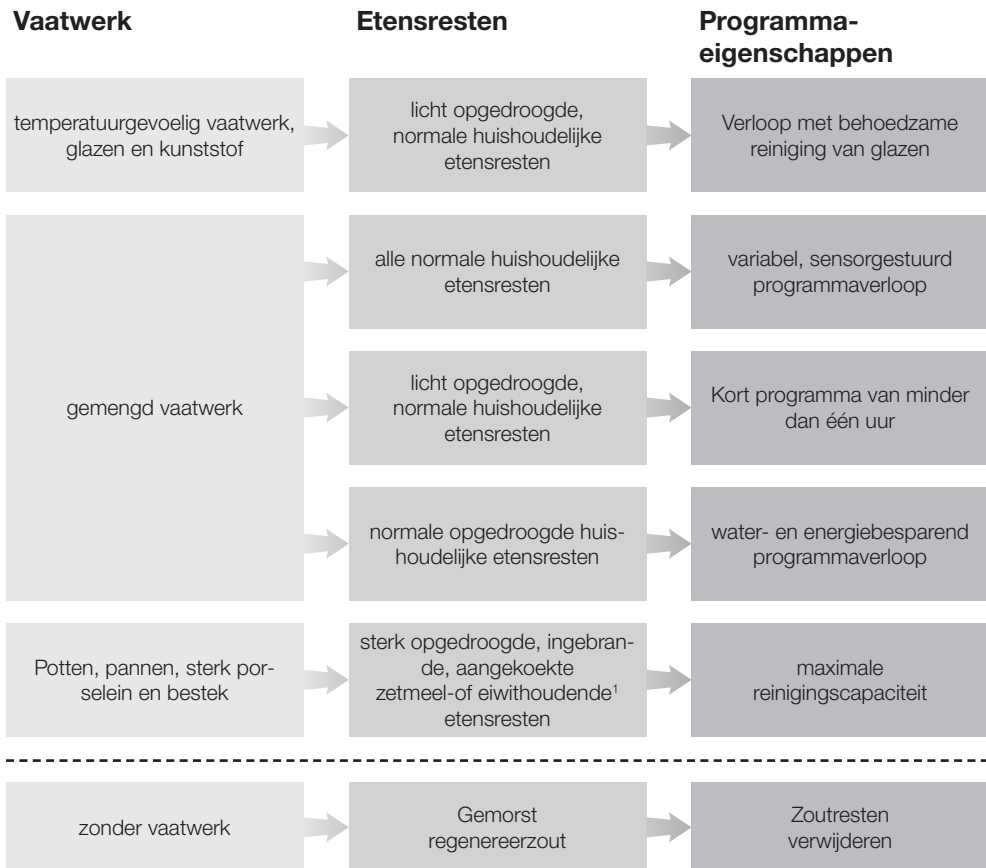 Vaatwerk
Etensresten
Programma-
eigenschappen
temperatuurgevoelig vaatwerk,
glazen en kunststof
licht opgedroogde,
normale huishoudelijke
etensresten
Verloop met behoedzame
reiniging van glazen
gemengd vaatwerk
alle normale huishoudelijke
etensresten
variabel, sensorgestuurd
programmaverloop
licht opgedroogde,
normale huishoudelijke
etensresten
Kort programma van minder
dan één uur
normale opgedroogde huis-
houdelijke etensresten
water- en energiebesparend
programmaverloop
Potten, pannen, sterk por-
selein en bestek
sterk opgedroogde, ingebran-
de, aangekoekte
zetmeel-of eiwithoudende¹
etensresten
maximale
reinigingscapaciteit
zonder vaatwerk
Gemorst
regenereerzout
Zoutresten
verwijderen